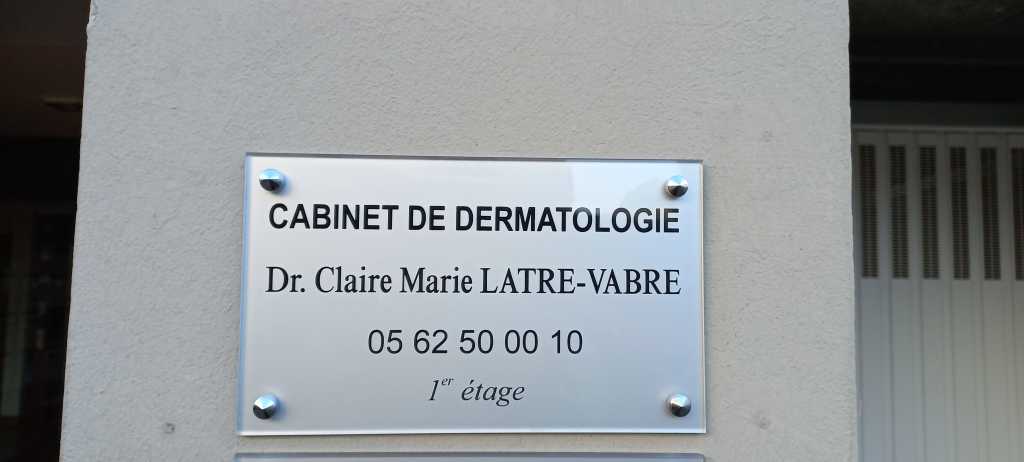 CABINET DE DERMATOLOGIE
Dr. Claire Marie LATRE-VABRE
05 62 50 00 10
1er étage